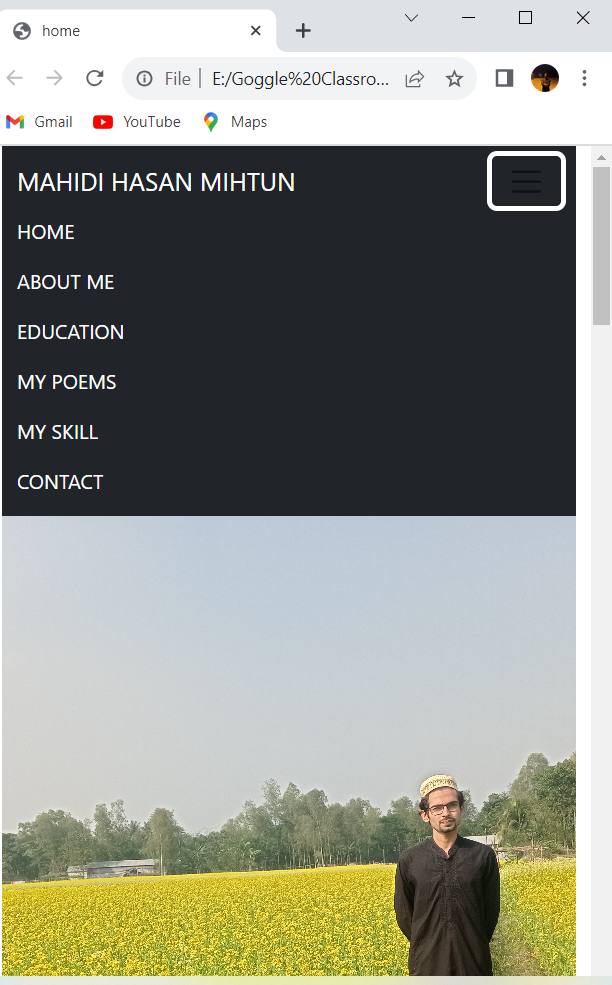 home
File
E:/Goggle%20Classro...
Gmail
YouTube
Maps
MAHIDI HASAN MIHTUN
HOME
ABOUT ME
EDUCATION
MY POEMS
MY SKILL
CONTACT